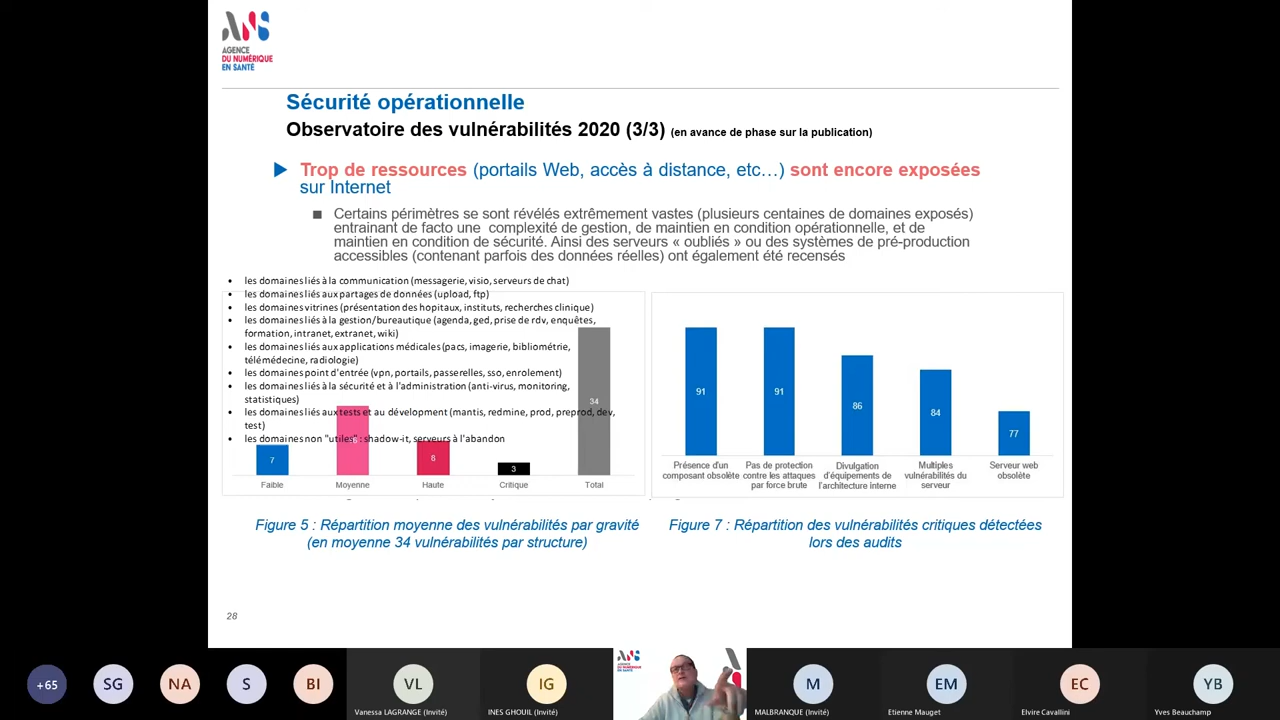 ANS
AGENCE
DU NUMÉRIQUE
EN SANTÉ
Sécurité opérationnelle
Observatoire des vulnérabilités 2020 (3/3) (en avance de phase sur la publication)
Trop de ressources (portails Web, accès à distance, etc…) sont encore exposées
sur Internet
Certains périmètres se sont révélés extrêmement vastes (plusieurs centaines de domaines exposés)
entrainant de facto une complexité de gestion, de maintien en condition opérationnelle, et de
maintien en condition de sécurité. Ainsi des serveurs « oubliés » ou des systèmes de pré-production
accessibles (contenant parfois des données réelles) ont également été recensés
• les domaines liés à la communication (messagerie, visio, serveurs de chat)
• les domaines liés aux partages de données (upload, ftp)
• les domaines vitrines (présentation des hopitaux, instituts, recherches clinique)
• les domaines liés à la gestion/bureautique (agenda, ged, prise de rdv, enquêtes,
formation, intranet, extranet, wiki)
• les domaines liés aux applications médicales (pacs, imagerie, bibliométrie,
télémédecine, radiologie)
• les domaines point d'entrée (vpn, portails, passerelles, sso, enrolement)
• les domaines liés à la sécurité et à l'administration (anti-virus, monitoring,
statistiques)
• les domaines liés aux tests et au dévelopment (mantis, redmine, prod, preprod, dev,
test)
• les domaines non "utiles" : shadow-it, serveurs à l'abandon
7
8
3
34
Faible
Moyenne
Haute
Critique
Total
91
91
86
84
77
Présence d'un
composant obsolète
Pas de protection
contre les attaques
par force brute
Divulgation
d'équipements de
l'architecture interne
Multiples
vulnérabilités du
serveur
Serveur web
obsolète
Figure 5 : Répartition moyenne des vulnérabilités par gravité
(en moyenne 34 vulnérabilités par structure)
Figure 7 : Répartition des vulnérabilités critiques détectées
lors des audits
28
+65
SG
NA
S
BI
VL
Vanessa LAGRANGE (Invité)
IG
INES GHOUIL (Invité)
M
MALBRANQUE (Invité)
EM
Etienne Mauget
EC
Elvire Cavallini
YB
Yves Beauchamp